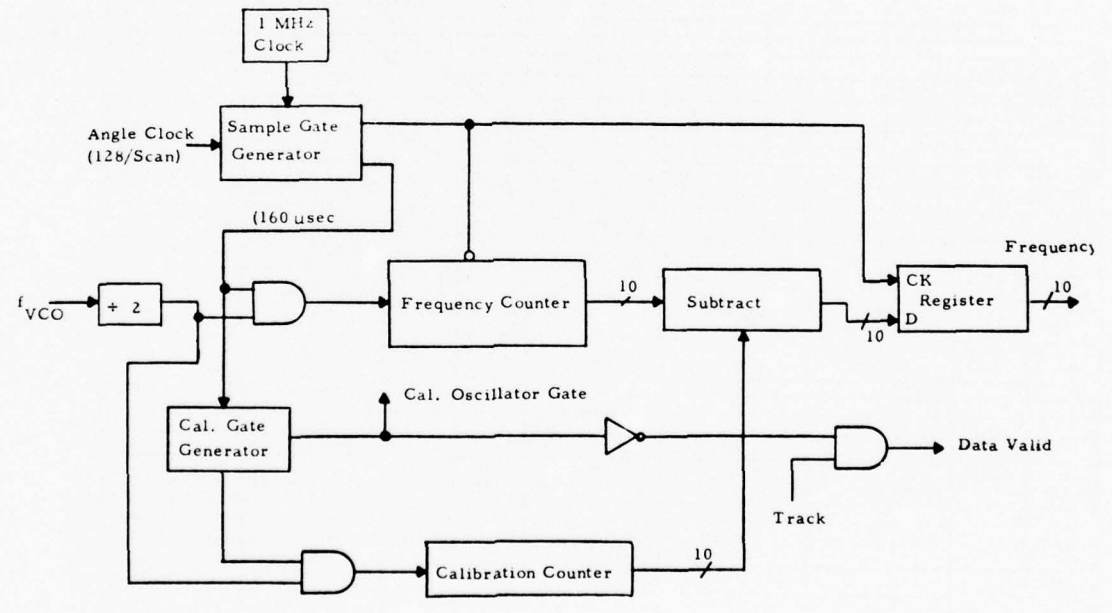 1 MHz
Clock
Angle Clock
(128/Scan)
Sample Gate
Generator
(160 μsec
Frequency
f VCO
÷ 2
Frequency Counter
10
Subtract
10
CK
Register
D
10
Cal. Oscillator Gate
Cal. Gate
Generator
Data Valid
Track
Calibration Counter
10